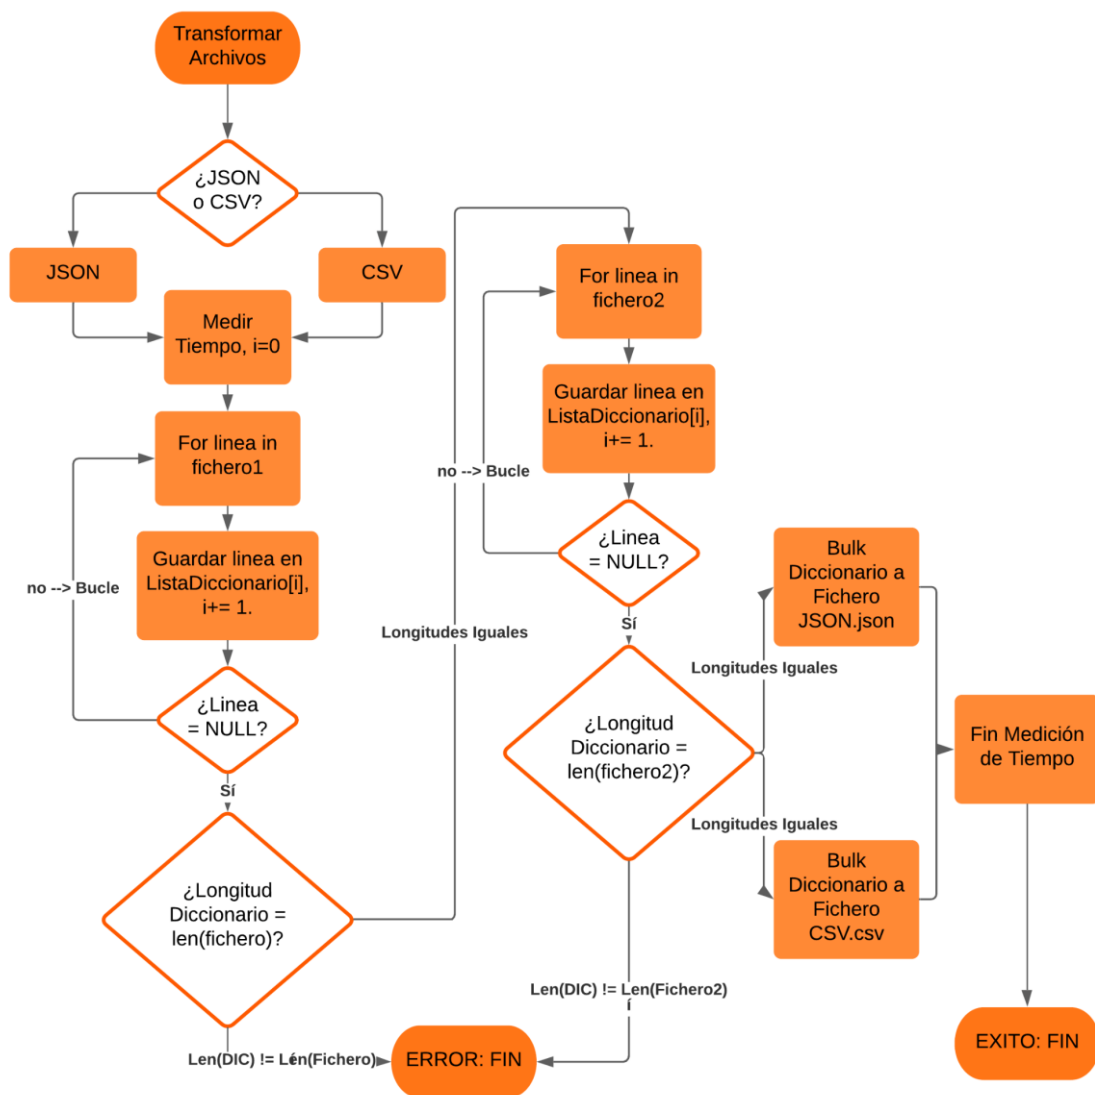 Transformar
Archivos
¿JSON
o CSV?
JSON
CSV
Medir
Tiempo, i=0
For linea in
fichero1
no --> Bucle
Guardar linea en
ListaDiccionario[i],
i+= 1.
¿Linea
= NULL?
Sí
¿Longitud
Diccionario =
len(fichero)?
Longitudes Iguales
Len(DIC) != Len(Fichero)
ERROR: FIN
For linea in
fichero2
Guardar linea en
ListaDiccionario[i],
i+= 1.
no --> Bucle
¿Linea
= NULL?
Sí
¿Longitud
Diccionario =
len(fichero2)?
Longitudes Iguales
Longitudes Iguales
Len(DIC) != Len(Fichero2)
Bulk
Diccionario a
Fichero
JSON.json
Bulk
Diccionario a
Fichero
CSV.csv
Fin Medición
de Tiempo
EXITO: FIN